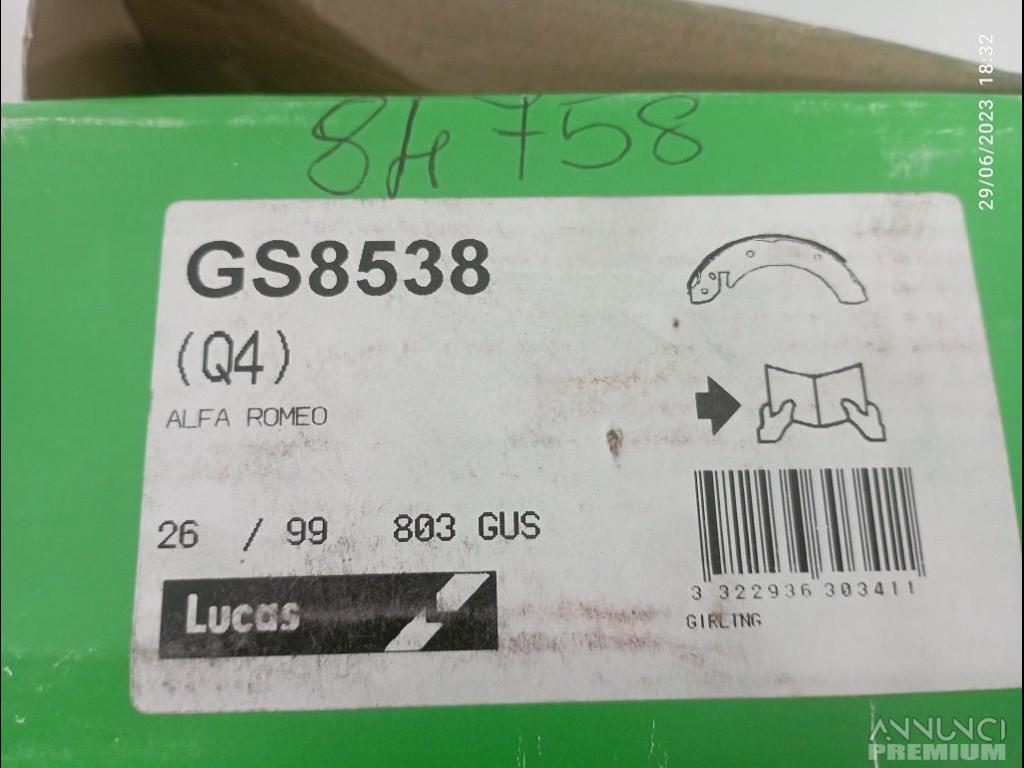 84758
GS8538
(Q4)
ALFA ROMEO
26 / 99 803 GUS
Lucas
3 322936 303411
GIRLING
29/06/2023 18:32
ANNUNCI
PREMIUM